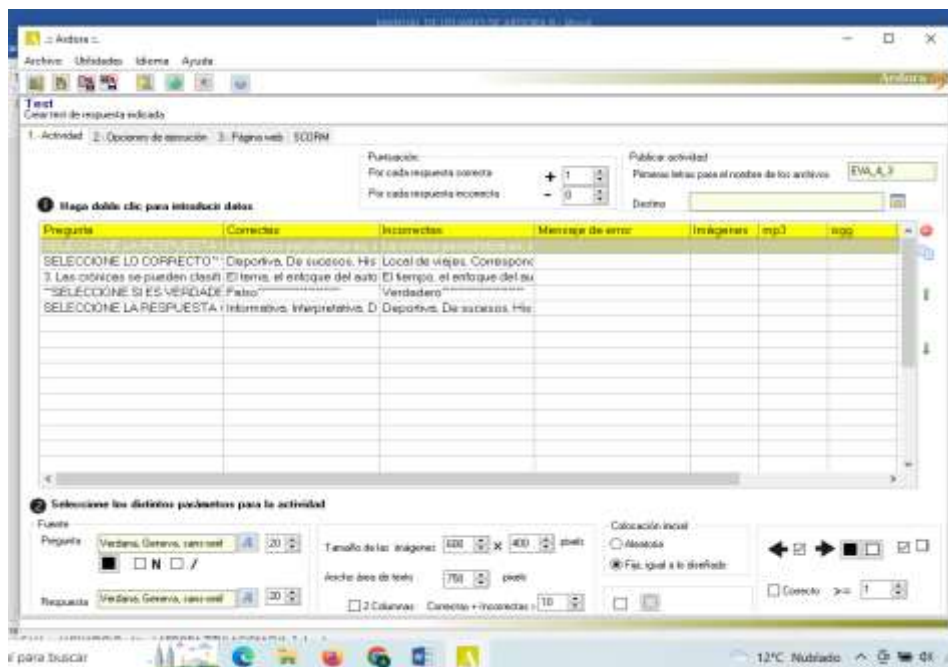 .:: Ardora ::.
Archivo Utilidades Idioma Ayuda
Ardora
Test
Crear test de respuesta indicada
1.- Actividad 2.- Opciones de ejecución 3.- Página web SCORM
Puntuación:
Por cada respuesta correcta + 1
Por cada respuesta incorrecta - 0
Publicar actividad
Primeras letras para el nombre de los archivos EVA_4_3
Destino
1 Haga doble clic para introducir datos
Pregunta Correctas Incorrectas Mensaje de error Imágenes mp3 ogg
SELECCIONE LO CORRECTO" Deportiva, De sucesos, His Local de viajes, Correspond
3. Las crónicas se pueden clasifi El tema, el enfoque del auto El tiempo, el enfoque del au
"SELECCIONE SI ES VERDADE Falso Verdadero
SELECCIONE LA RESPUESTA Informativa, Interpretativa, D Deportiva, De sucesos, His
2 Seleccione los distintos parámetros para la actividad
Fuente
Pregunta Verdana, Geneva, sans-serif 20
N /
Respuesta Verdana, Geneva, sans-serif 20
Tamaño de las imágenes 600 x 400 pixels
Ancho área de texto 750 pixels
2 Columnas Correctas + incorrectas 10
Colocación inicial
Aleatoria
Fija, igual a lo diseñado
Correcto >= 1
para buscar
12°C Nublado